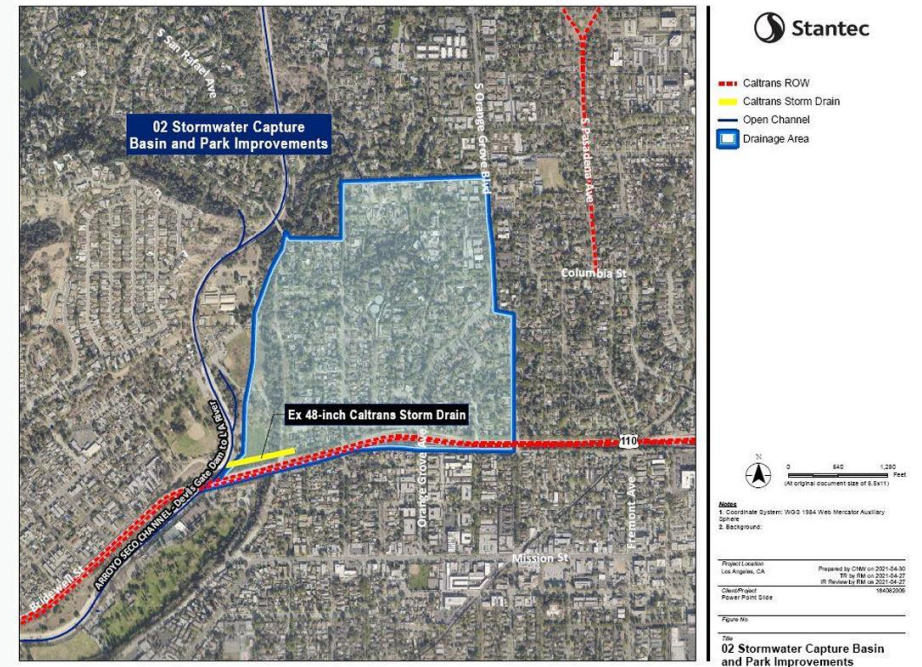 S San Rafael Ave
02 Stormwater Capture
Basin and Park Improvements
S Orange Grove Blvd
S Pasadena Ave
Columbia St
Ex 48-inch Caltrans Storm Drain
110
ARROYO SECO CHANNEL - Devils Gate Dam to LA River
Orange Grove Ave
Fremont Ave
Mission St
Bridewell St
Stantec
Caltrans ROW
Caltrans Storm Drain
Open Channel
Drainage Area
N
0 640 1,280
Feet
(At original document size of 8.5x11)
Notes
1. Coordinate System: WGS 1984 Web Mercator Auxiliary
Sphere
2. Background:
Project Location
Los Angeles, CA
Prepared by CNW on 2021-04-30
TR by RM on 2021-04-27
IR Review by RM on 2021-04-27
Client/Project
184032009
Power Point Slide
Figure No.
Title
02 Stormwater Capture Basin
and Park Improvements